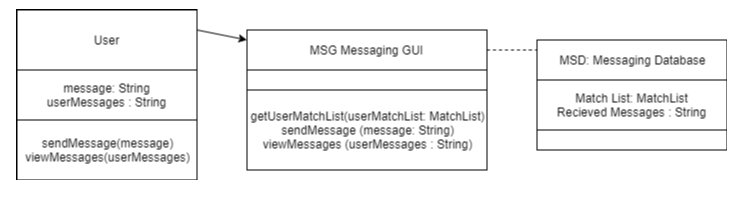 User
message: String
userMessages : String
sendMessage(message)
viewMessages(userMessages)
MSG Messaging GUI
getUserMatchList(userMatchList: MatchList)
sendMessage (message: String)
viewMessages (userMessages : String)
MSD: Messaging Database
Match List: MatchList
Recieved Messages : String